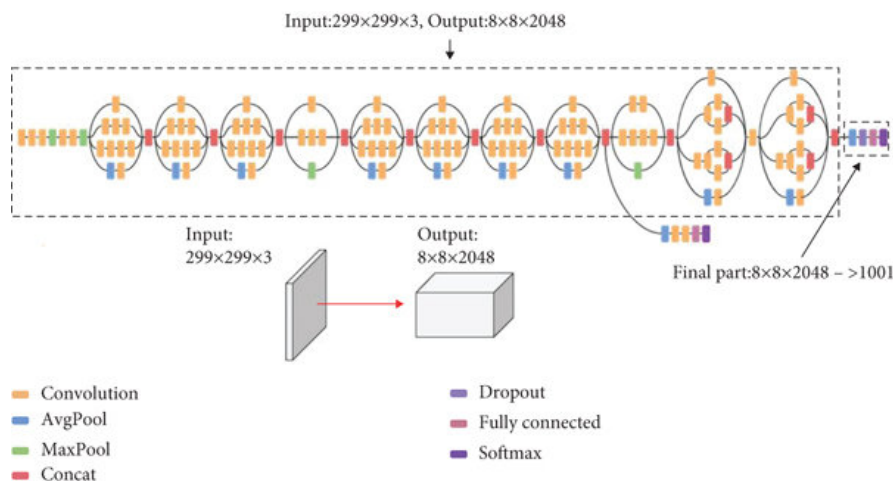 Input:299×299×3, Output:8×8×2048
Input:
299×299×3
Output:
8×8×2048
Final part:8×8×2048 – >1001
Convolution
AvgPool
MaxPool
Concat
Dropout
Fully connected
Softmax